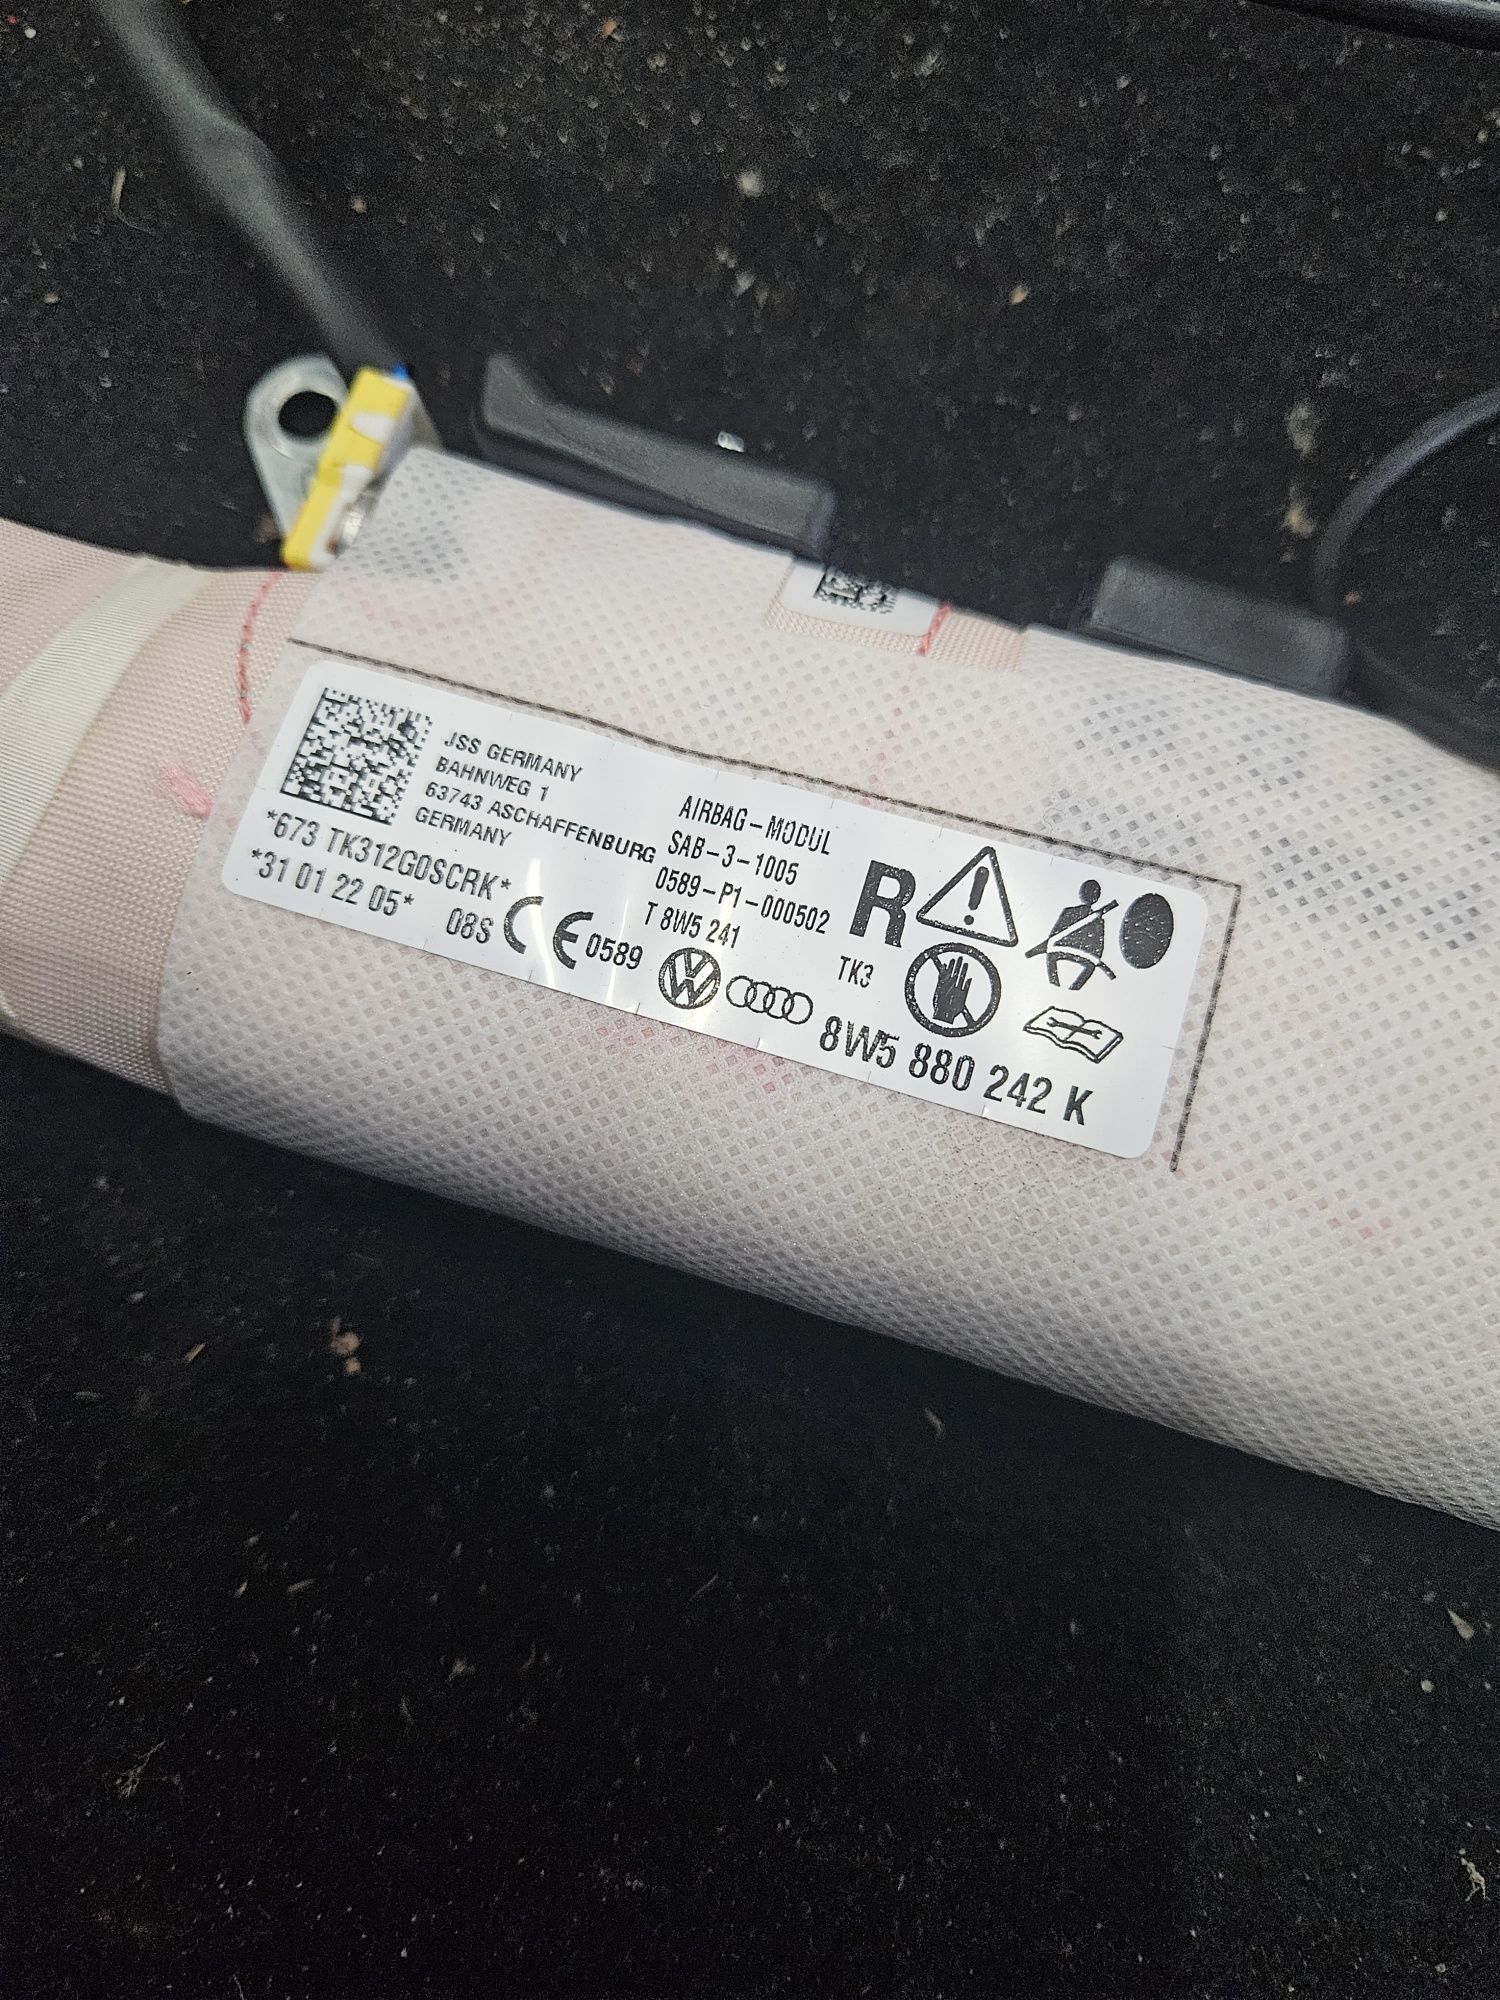 JSS GERMANY
BAHNWEG 1
63743 ASCHAFFENBURG
GERMANY
*673 TK312G0SCRK*
*31 01 22 05* 08S
CE 0589
AIRBAG-MODUL
SAB-3-1005
0589-P1-000502
T 8W5 241
R
TK3
8W5 880 242 K